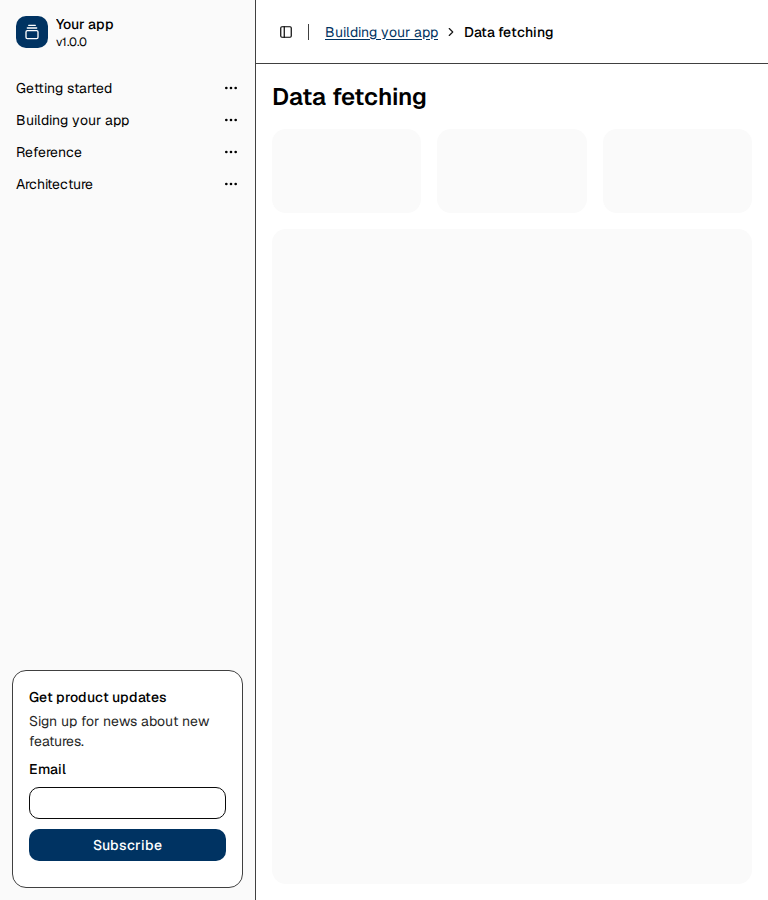 Your app
v1.0.0
Getting started
Building your app
Reference
Architecture
Get product updates
Sign up for news about new
features.
Email
Subscribe
Building your app
Data fetching
Data fetching